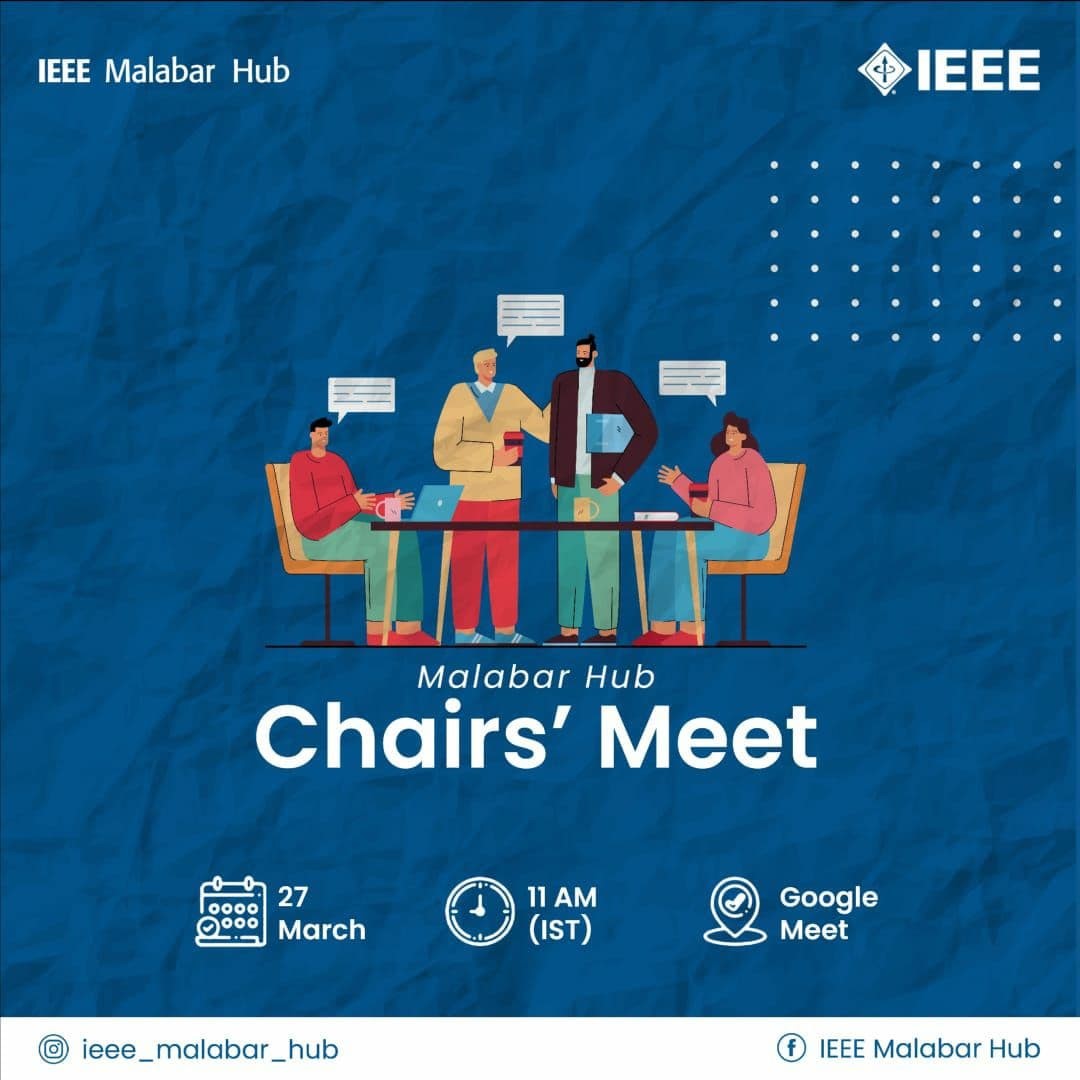 IEEE Malabar Hub
IEEE
Malabar Hub
Chairs’ Meet
27
March
11 AM
(IST)
Google
Meet
ieee_malabar_hub
IEEE Malabar Hub